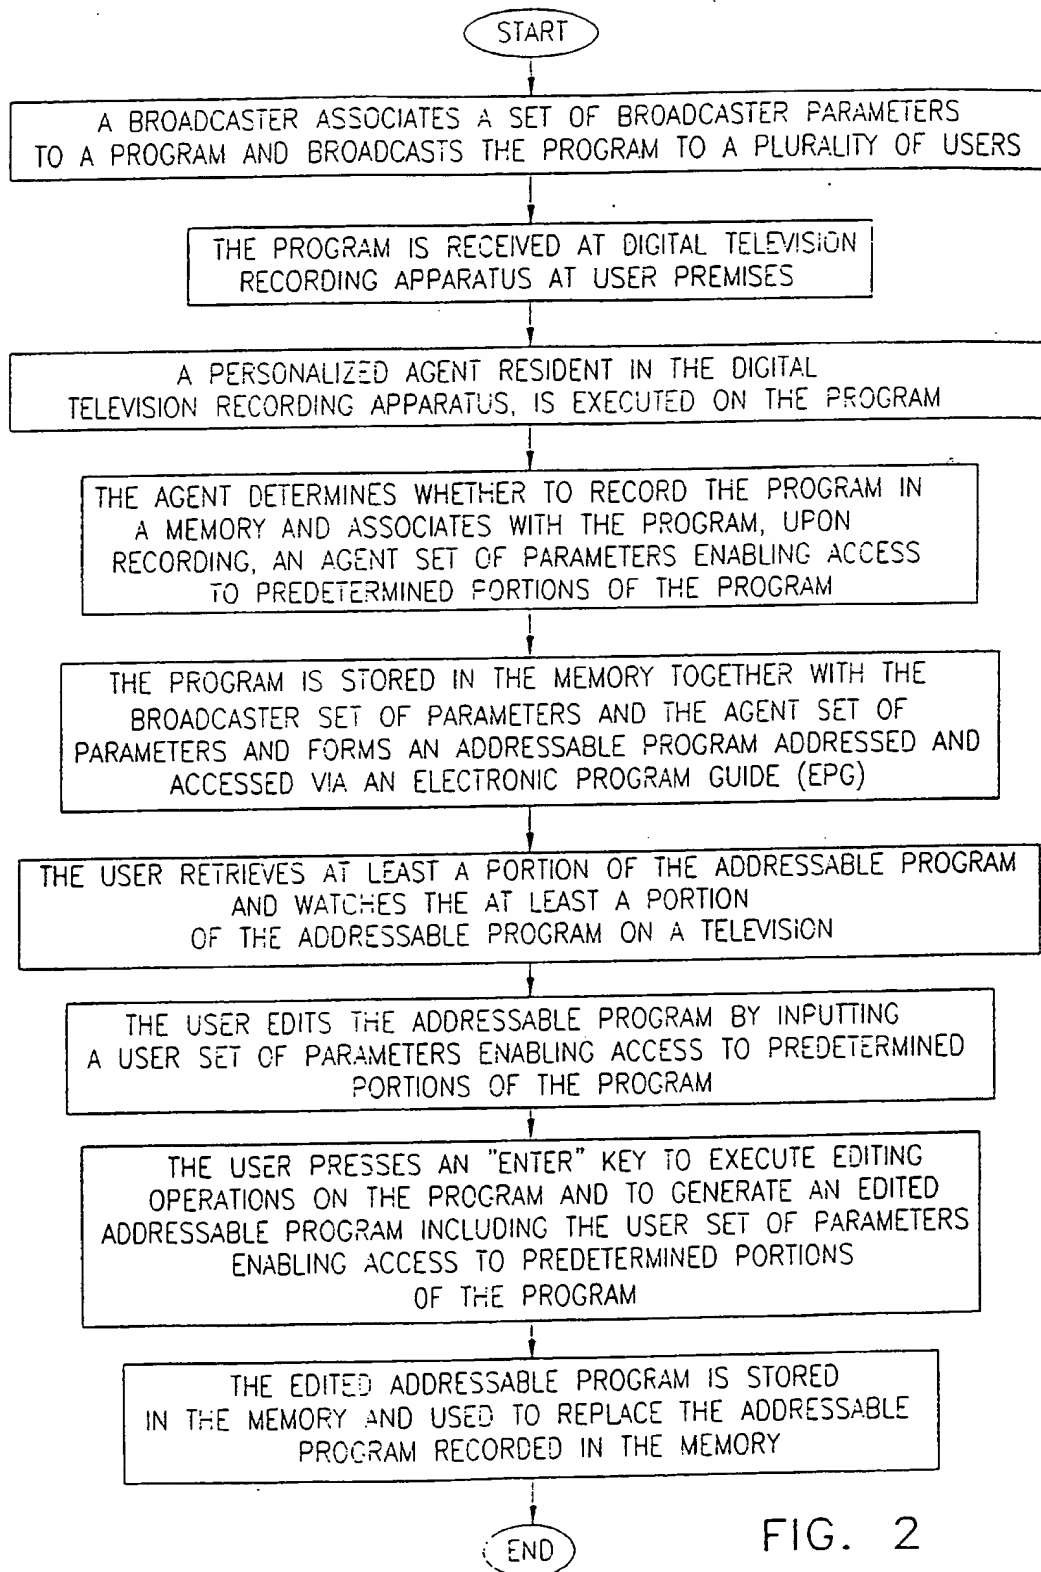 START
A BROADCASTER ASSOCIATES A SET OF BROADCASTER PARAMETERS
TO A PROGRAM AND BROADCASTS THE PROGRAM TO A PLURALITY OF USERS
THE PROGRAM IS RECEIVED AT DIGITAL TELEVISION
RECORDING APPARATUS AT USER PREMISES
A PERSONALIZED AGENT RESIDENT IN THE DIGITAL
TELEVISION RECORDING APPARATUS, IS EXECUTED ON THE PROGRAM
THE AGENT DETERMINES WHETHER TO RECORD THE PROGRAM IN
A MEMORY AND ASSOCIATES WITH THE PROGRAM, UPON
RECORDING, AN AGENT SET OF PARAMETERS ENABLING ACCESS
TO PREDETERMINED PORTIONS OF THE PROGRAM
THE PROGRAM IS STORED IN THE MEMORY TOGETHER WITH THE
BROADCASTER SET OF PARAMETERS AND THE AGENT SET OF
PARAMETERS AND FORMS AN ADDRESSABLE PROGRAM ADDRESSED AND
ACCESSED VIA AN ELECTRONIC PROGRAM GUIDE (EPG)
THE USER RETRIEVES AT LEAST A PORTION OF THE ADDRESSABLE PROGRAM
AND WATCHES THE AT LEAST A PORTION
OF THE ADDRESSABLE PROGRAM ON A TELEVISION
THE USER EDITS THE ADDRESSABLE PROGRAM BY INPUTTING
A USER SET OF PARAMETERS ENABLING ACCESS TO PREDETERMINED
PORTIONS OF THE PROGRAM
THE USER PRESSES AN "ENTER" KEY TO EXECUTE EDITING
OPERATIONS ON THE PROGRAM AND TO GENERATE AN EDITED
ADDRESSABLE PROGRAM INCLUDING THE USER SET OF PARAMETERS
ENABLING ACCESS TO PREDETERMINED PORTIONS
OF THE PROGRAM
THE EDITED ADDRESSABLE PROGRAM IS STORED
IN THE MEMORY AND USED TO REPLACE THE ADDRESSABLE
PROGRAM RECORDED IN THE MEMORY
END
FIG. 2